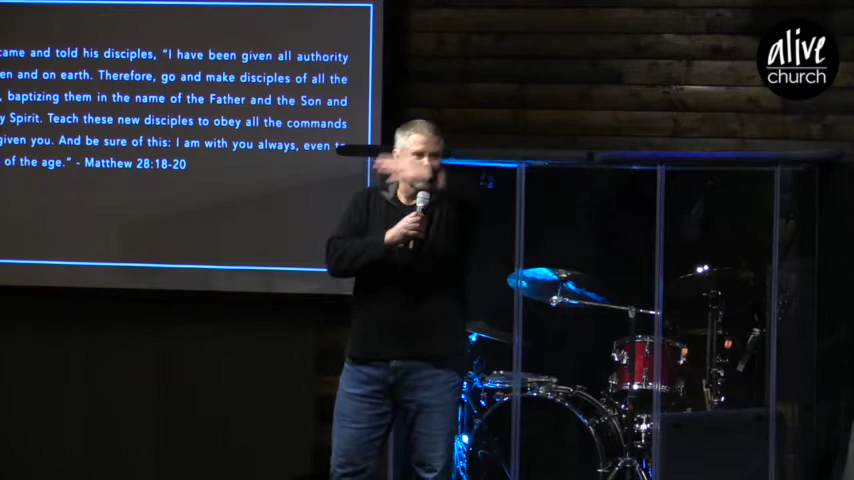 came and told his disciples, “I have been given all authority
en and on earth. Therefore, go and make disciples of all the
, baptizing them in the name of the Father and the Son and
y Spirit. Teach these new disciples to obey all the commands
given you. And be sure of this: I am with you always, even to
of the age.” - Matthew 28:18-20
alive
church